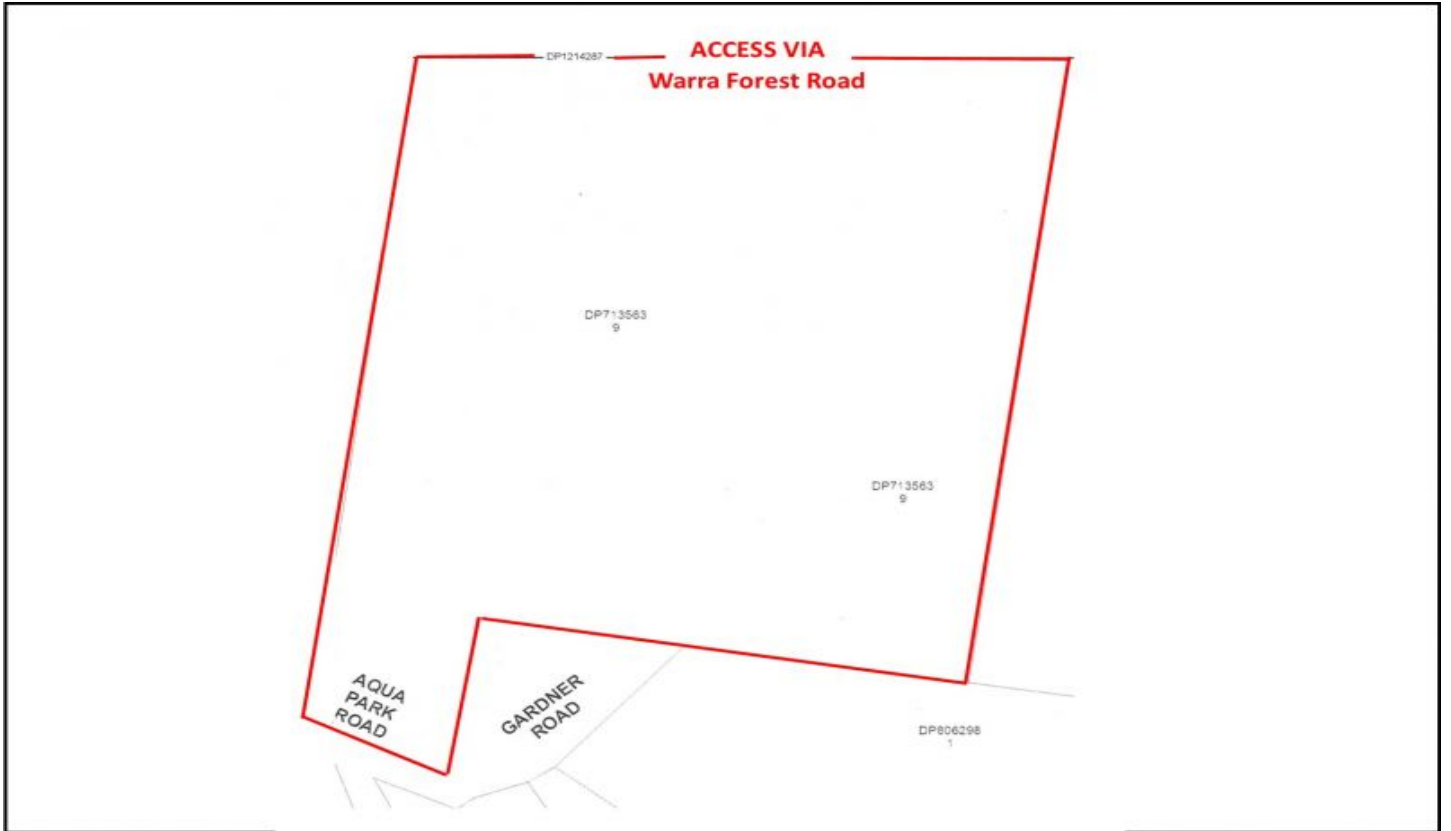 ACCESS VIA
DP1214287
Warra Forest Road
DP713563
9
DP713563
9
AQUA
PARK
ROAD
GARDNER
ROAD
DP806298
1